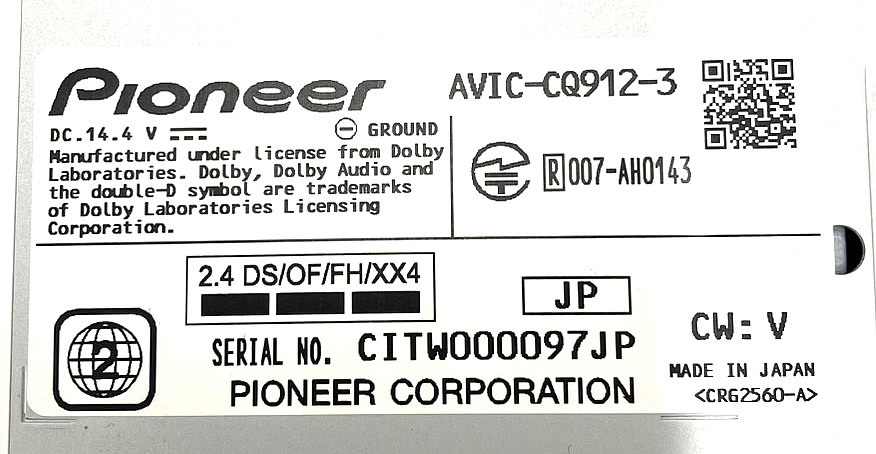 Pioneer
AVIC-CQ912-3
DC.14.4 V
GROUND
Manufactured under license from Dolby
Laboratories. Dolby, Dolby Audio and
the double-D symbol are trademarks
of Dolby Laboratories Licensing
Corporation.
R 007-AH0143
2.4 DS/OF/FH/XX4
JP
2
SERIAL NO. CITW000097JP
PIONEER CORPORATION
CW: V
MADE IN JAPAN
<CRG2560-A>